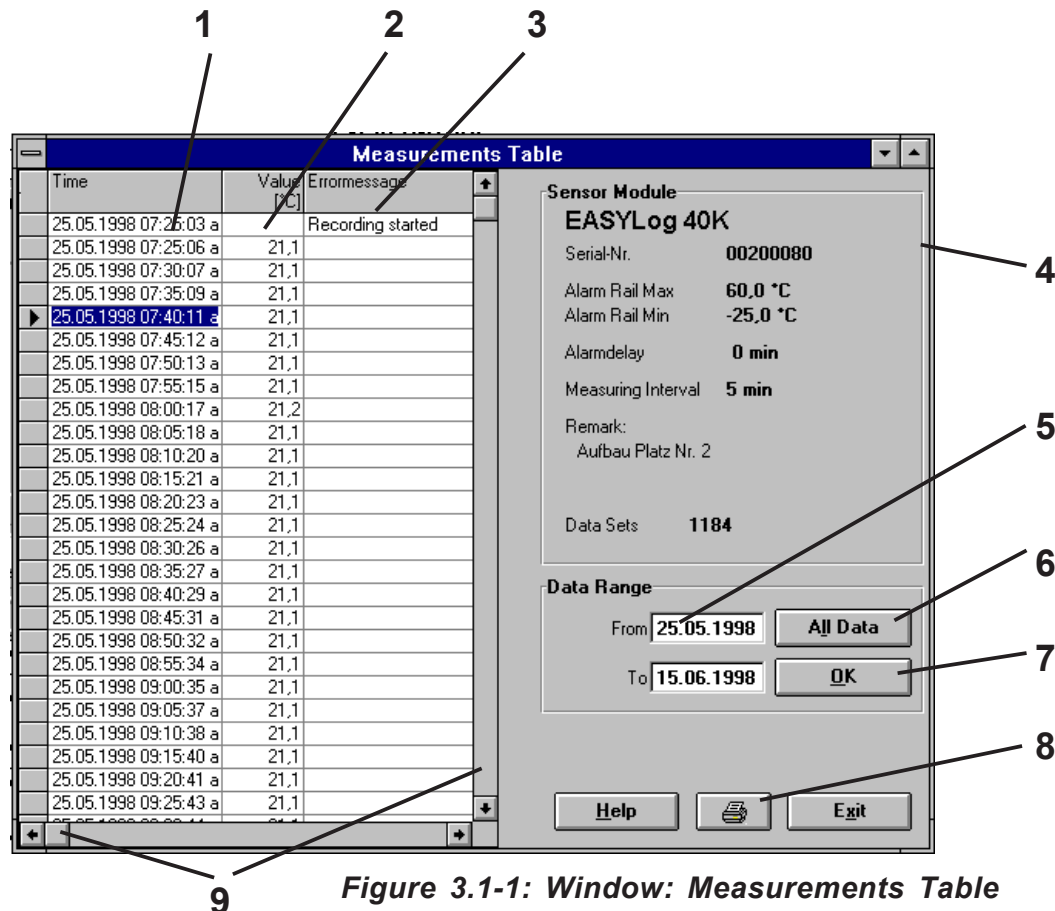 1 2 3
Measurements Table
Time Value Errormessage
[°C]
25.05.1998 07:25:03 a Recording started
25.05.1998 07:25:06 a 21,1
25.05.1998 07:30:07 a 21,1
25.05.1998 07:35:09 a 21,1
25.05.1998 07:40:11 a 21,1
25.05.1998 07:45:12 a 21,1
25.05.1998 07:50:13 a 21,1
25.05.1998 07:55:15 a 21,1
25.05.1998 08:00:17 a 21,2
25.05.1998 08:05:18 a 21,1
25.05.1998 08:10:20 a 21,1
25.05.1998 08:15:21 a 21,1
25.05.1998 08:20:23 a 21,1
25.05.1998 08:25:24 a 21,1
25.05.1998 08:30:26 a 21,1
25.05.1998 08:35:27 a 21,1
25.05.1998 08:40:29 a 21,1
25.05.1998 08:45:31 a 21,1
25.05.1998 08:50:32 a 21,1
25.05.1998 08:55:34 a 21,1
25.05.1998 09:00:35 a 21,1
25.05.1998 09:05:37 a 21,1
25.05.1998 09:10:38 a 21,1
25.05.1998 09:15:40 a 21,1
25.05.1998 09:20:41 a 21,1
25.05.1998 09:25:43 a 21,1
Sensor Module
EASYLog 40K
Serial-Nr. 00200080
4
Alarm Rail Max 60,0 °C
Alarm Rail Min -25,0 °C
Alarmdelay 0 min
Measuring Interval 5 min
Remark:
5
Aufbau Platz Nr. 2
Data Sets 1184
6
Data Range
From 25.05.1998 All Data
7
To 15.06.1998 OK
8
Help Exit
9
Figure 3.1-1: Window: Measurements Table